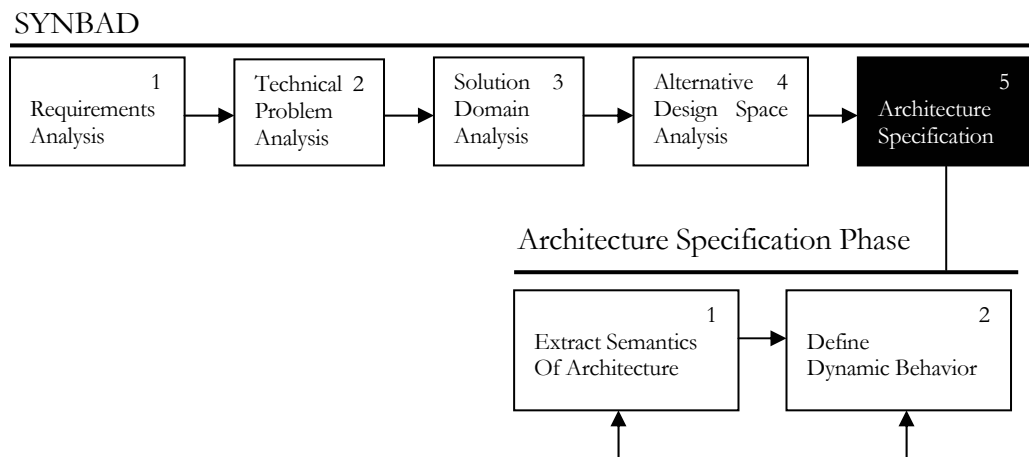 SYNBAD
1
Requirements
Analysis
Technical 2
Problem
Analysis
Solution 3
Domain
Analysis
Alternative 4
Design Space
Analysis
5
Architecture
Specification
Architecture Specification Phase
1
Extract Semantics
Of Architecture
2
Define
Dynamic Behavior